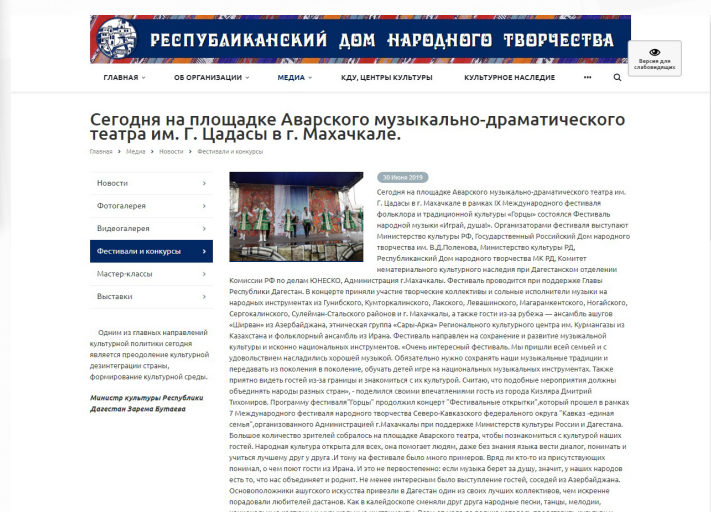 РЕСПУБЛИКАНСКИЙ ДОМ НАРОДНОГО ТВОРЧЕСТВА
Версия для
слабовидящих
ГЛАВНАЯ ОБ ОРГАНИЗАЦИИ МЕДИА КДУ, ЦЕНТРЫ КУЛЬТУРЫ КУЛЬТУРНОЕ НАСЛЕДИЕ •••
Сегодня на площадке Аварского музыкально-драматического
театра им. Г. Цадасы в г. Махачкале.
Главная > Медиа > Новости > Фестивали и конкурсы
Новости
Фотогалерея
Видеогалерея
Фестивали и конкурсы
Мастер-классы
Выставки
Одним из главных направлений
культурной политики сегодня
является преодоление культурной
дезинтеграции страны,
формирование культурной среды.
Министр культуры Республики
Дагестан Зарема Бутаева
30 Июня 2019
Сегодня на площадке Аварского музыкально-драматического театра им.
Г. Цадасы в г. Махачкале в рамках IX Международного фестиваля
фольклора и традиционной культуры «Горцы» состоялся Фестиваль
народной музыки «Играй, душа!». Организаторами фестиваля выступают
Министерство культуры РФ, Государственный Российский Дом народного
творчества им. В.Д.Поленова, Министерство культуры РД,
Республиканский Дом народного творчества МК РД, Комитет
нематериального культурного наследия при Дагестанском отделении
Комиссии РФ по делам ЮНЕСКО, Администрация г.Махачкалы. Фестиваль проводится при поддержке Главы
Республики Дагестан. В концерте приняли участие творческие коллективы и сольные исполнители музыки на
народных инструментах из Гунибского, Кумторкалинского, Лакского, Левашинского, Магарамкентского, Ногайского,
Сергокалинского, Сулейман-Стальского районов и г. Махачкалы, а также гости из-за рубежа — ансамбль ашугов
«Ширван» из Азербайджана, этническая группа «Сары-Арка» Регионального культурного центра им. Курмангазы из
Казахстана и фольклорный ансамбль из Ирана. Фестиваль направлен на сохранение и развитие музыкальной
культуры и исконно национальных инструментов. «Очень интересный фестиваль. Мы пришли всей семьей и с
удовольствием насладились хорошей музыкой. Обязательно нужно сохранять наши музыкальные традиции и
передавать из поколения в поколение, обучать детей игре на национальных музыкальных инструментах. Также
приятно видеть гостей из-за границы и знакомиться с их культурой. Считаю, что подобные мероприятия должны
объединять народы разных стран», - поделился своими впечатлениями гость из города Кизляра Дмитрий
Тихомиров. Программу фестиваля"Горцы" продолжил концерт "Фестивальные открытки",который прошел в рамках
7 Международного фестиваля народного творчества Северо-Кавказского федерального округа "Кавказ -единая
семья",организованного Администрацией г.Махачкалы при поддержке Министерств культуры России и Дагестана.
Большое количество зрителей собралось на площадке Аварского театра, чтобы познакомиться с культурой наших
гостей. Народная культура открыта для всех, она помогает людям, даже без знания языка вести диалог, понимать и
учиться лучшему друг у друга .И тому на фестивале было много примеров. Вряд ли кто-то из присутствующих
понимал, о чем поют гости из Ирана. И это не первостепенно: если музыка берет за душу, значит, у наших народов
есть то, что нас объединяет и роднит. Не менее интересным было выступление гостей, соседей из Азербайджана.
Основоположники ашугского искусства привезли в Дагестан один из своих лучших коллективов, чем искренне
порадовали любителей дастанов. Как в калейдоскопе сменяли друг друга народные песни, танцы, мелодии,